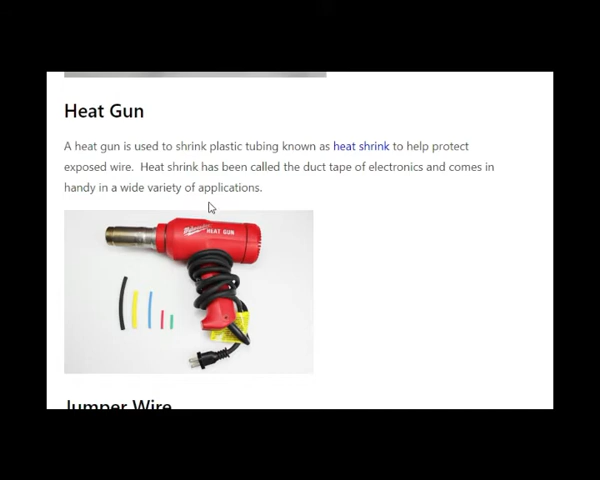 Heat Gun
A heat gun is used to shrink plastic tubing known as heat shrink to help protect
exposed wire.  Heat shrink has been called the duct tape of electronics and comes in
handy in a wide variety of applications.
Milwaukee HEAT GUN
Jumper Wire